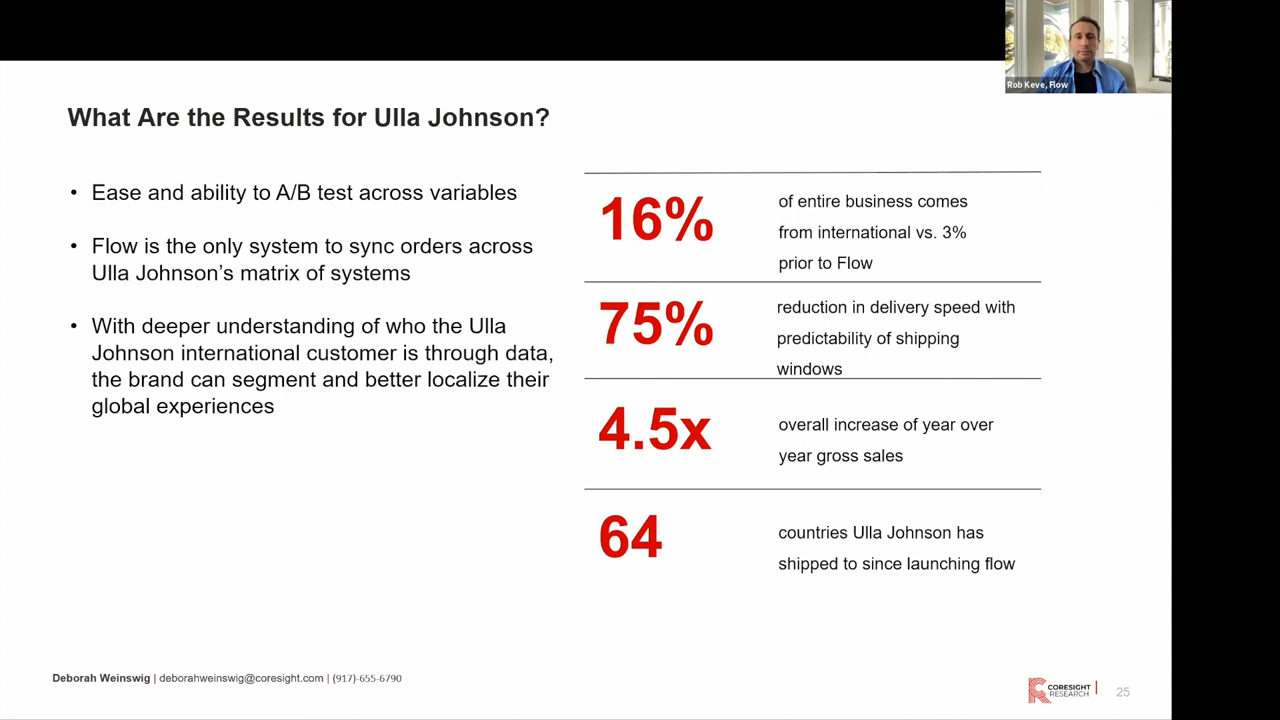 Rob Keve, Flow
What Are the Results for Ulla Johnson?
• Ease and ability to A/B test across variables
• Flow is the only system to sync orders across
Ulla Johnson’s matrix of systems
• With deeper understanding of who the Ulla
Johnson international customer is through data,
the brand can segment and better localize their
global experiences
16%
of entire business comes
from international vs. 3%
prior to Flow
75%
reduction in delivery speed with
predictability of shipping
windows
4.5x
overall increase of year over
year gross sales
64
countries Ulla Johnson has
shipped to since launching flow
Deborah Weinswig | deborahweinswig@coresight.com | (917)-655-6790
CORESIGHT
RESEARCH
25